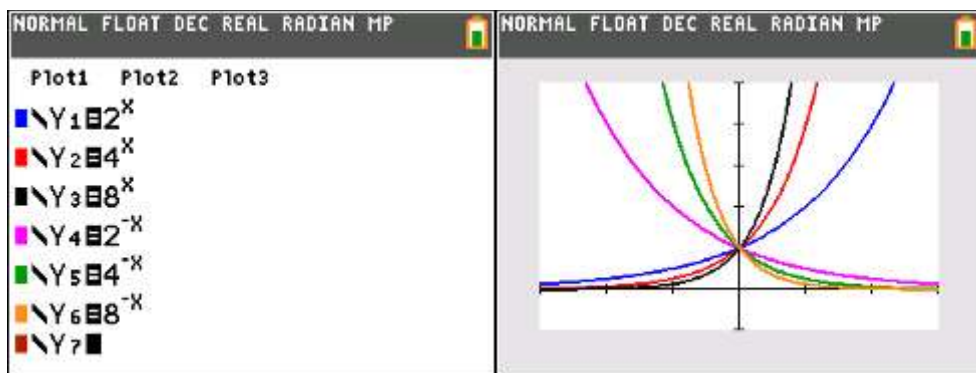 NORMAL FLOAT DEC REAL RADIAN MP
Plot1 Plot2 Plot3
\Y₁=2^X
\Y₂=4^X
\Y₃=8^X
\Y₄=2^-X
\Y₅=4^-X
\Y₆=8^-X
\Y₇
NORMAL FLOAT DEC REAL RADIAN MP